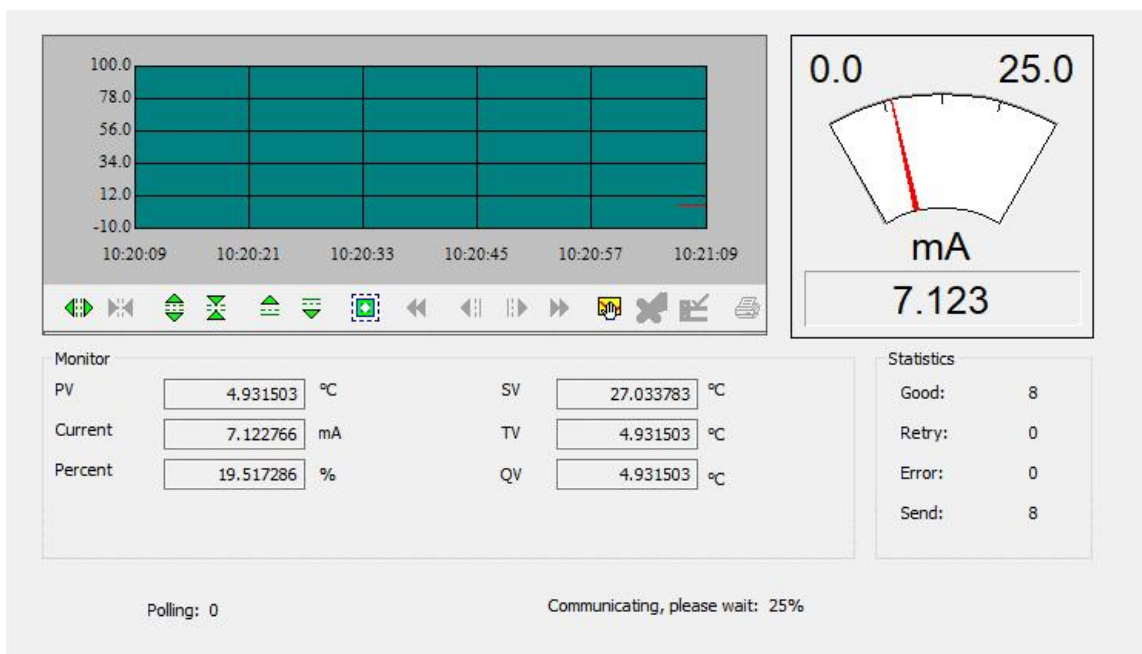 100.0
78.0
56.0
34.0
12.0
-10.0
10:20:09 10:20:21 10:20:33 10:20:45 10:20:57 10:21:09
0.0 25.0
mA
7.123
Monitor
PV 4.931503 °C SV 27.033783 °C
Current 7.122766 mA TV 4.931503 °C
Percent 19.517286 % QV 4.931503 °C
Statistics
Good: 8
Retry: 0
Error: 0
Send: 8
Polling: 0 Communicating, please wait: 25%